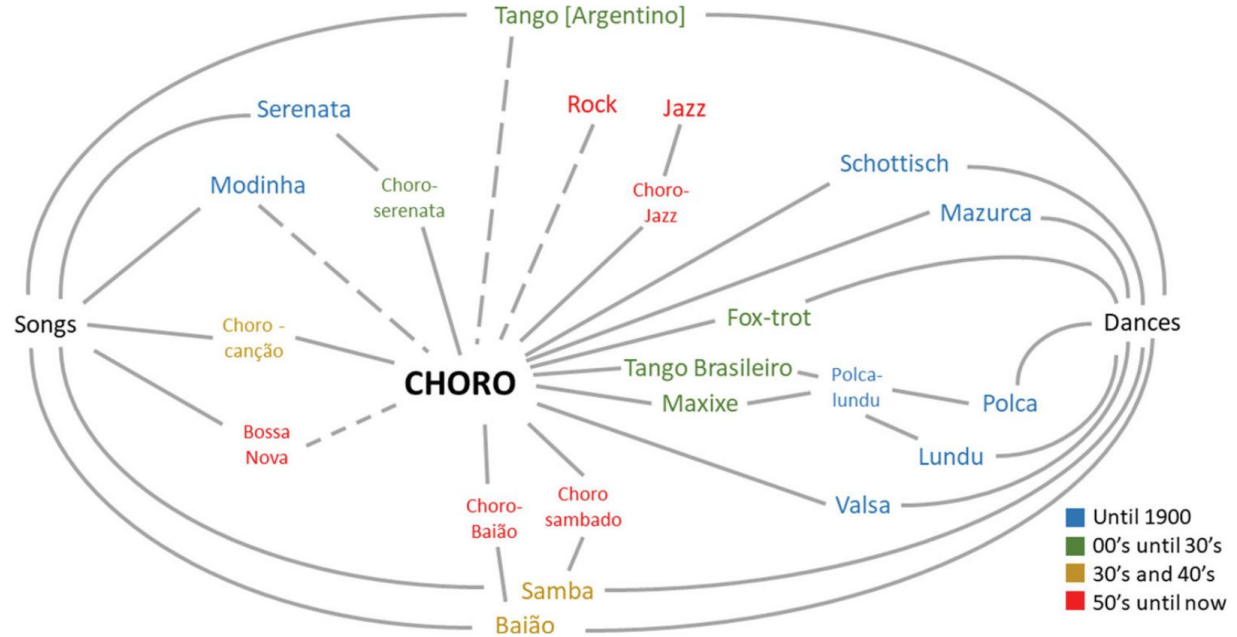 Tango [Argentino]
Serenata
Rock
Jazz
Schottisch
Modinha
Choro-
serenata
Choro-
Jazz
Mazurca
Songs
Choro -
canção
Fox-trot
Dances
CHORO
Tango Brasileiro
Maxixe
Polca-
lundu
Polca
Bossa
Nova
Lundu
Choro-
Baião
Choro
sambado
Valsa
Samba
Baião
Until 1900
00's until 30's
30's and 40's
50's until now